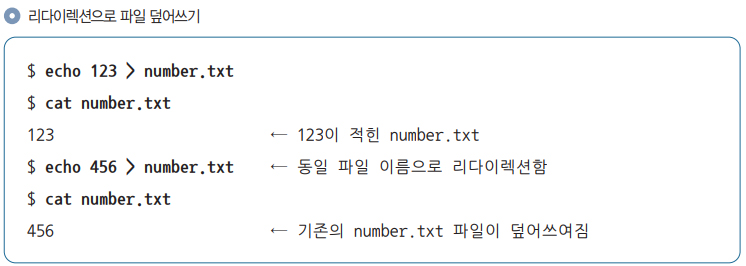 리다이렉션으로 파일 덮어쓰기
$ echo 123 > number.txt
$ cat number.txt
123 ← 123이 적힌 number.txt
$ echo 456 > number.txt ← 동일 파일 이름으로 리다이렉션함
$ cat number.txt
456 ← 기존의 number.txt 파일이 덮어쓰여짐